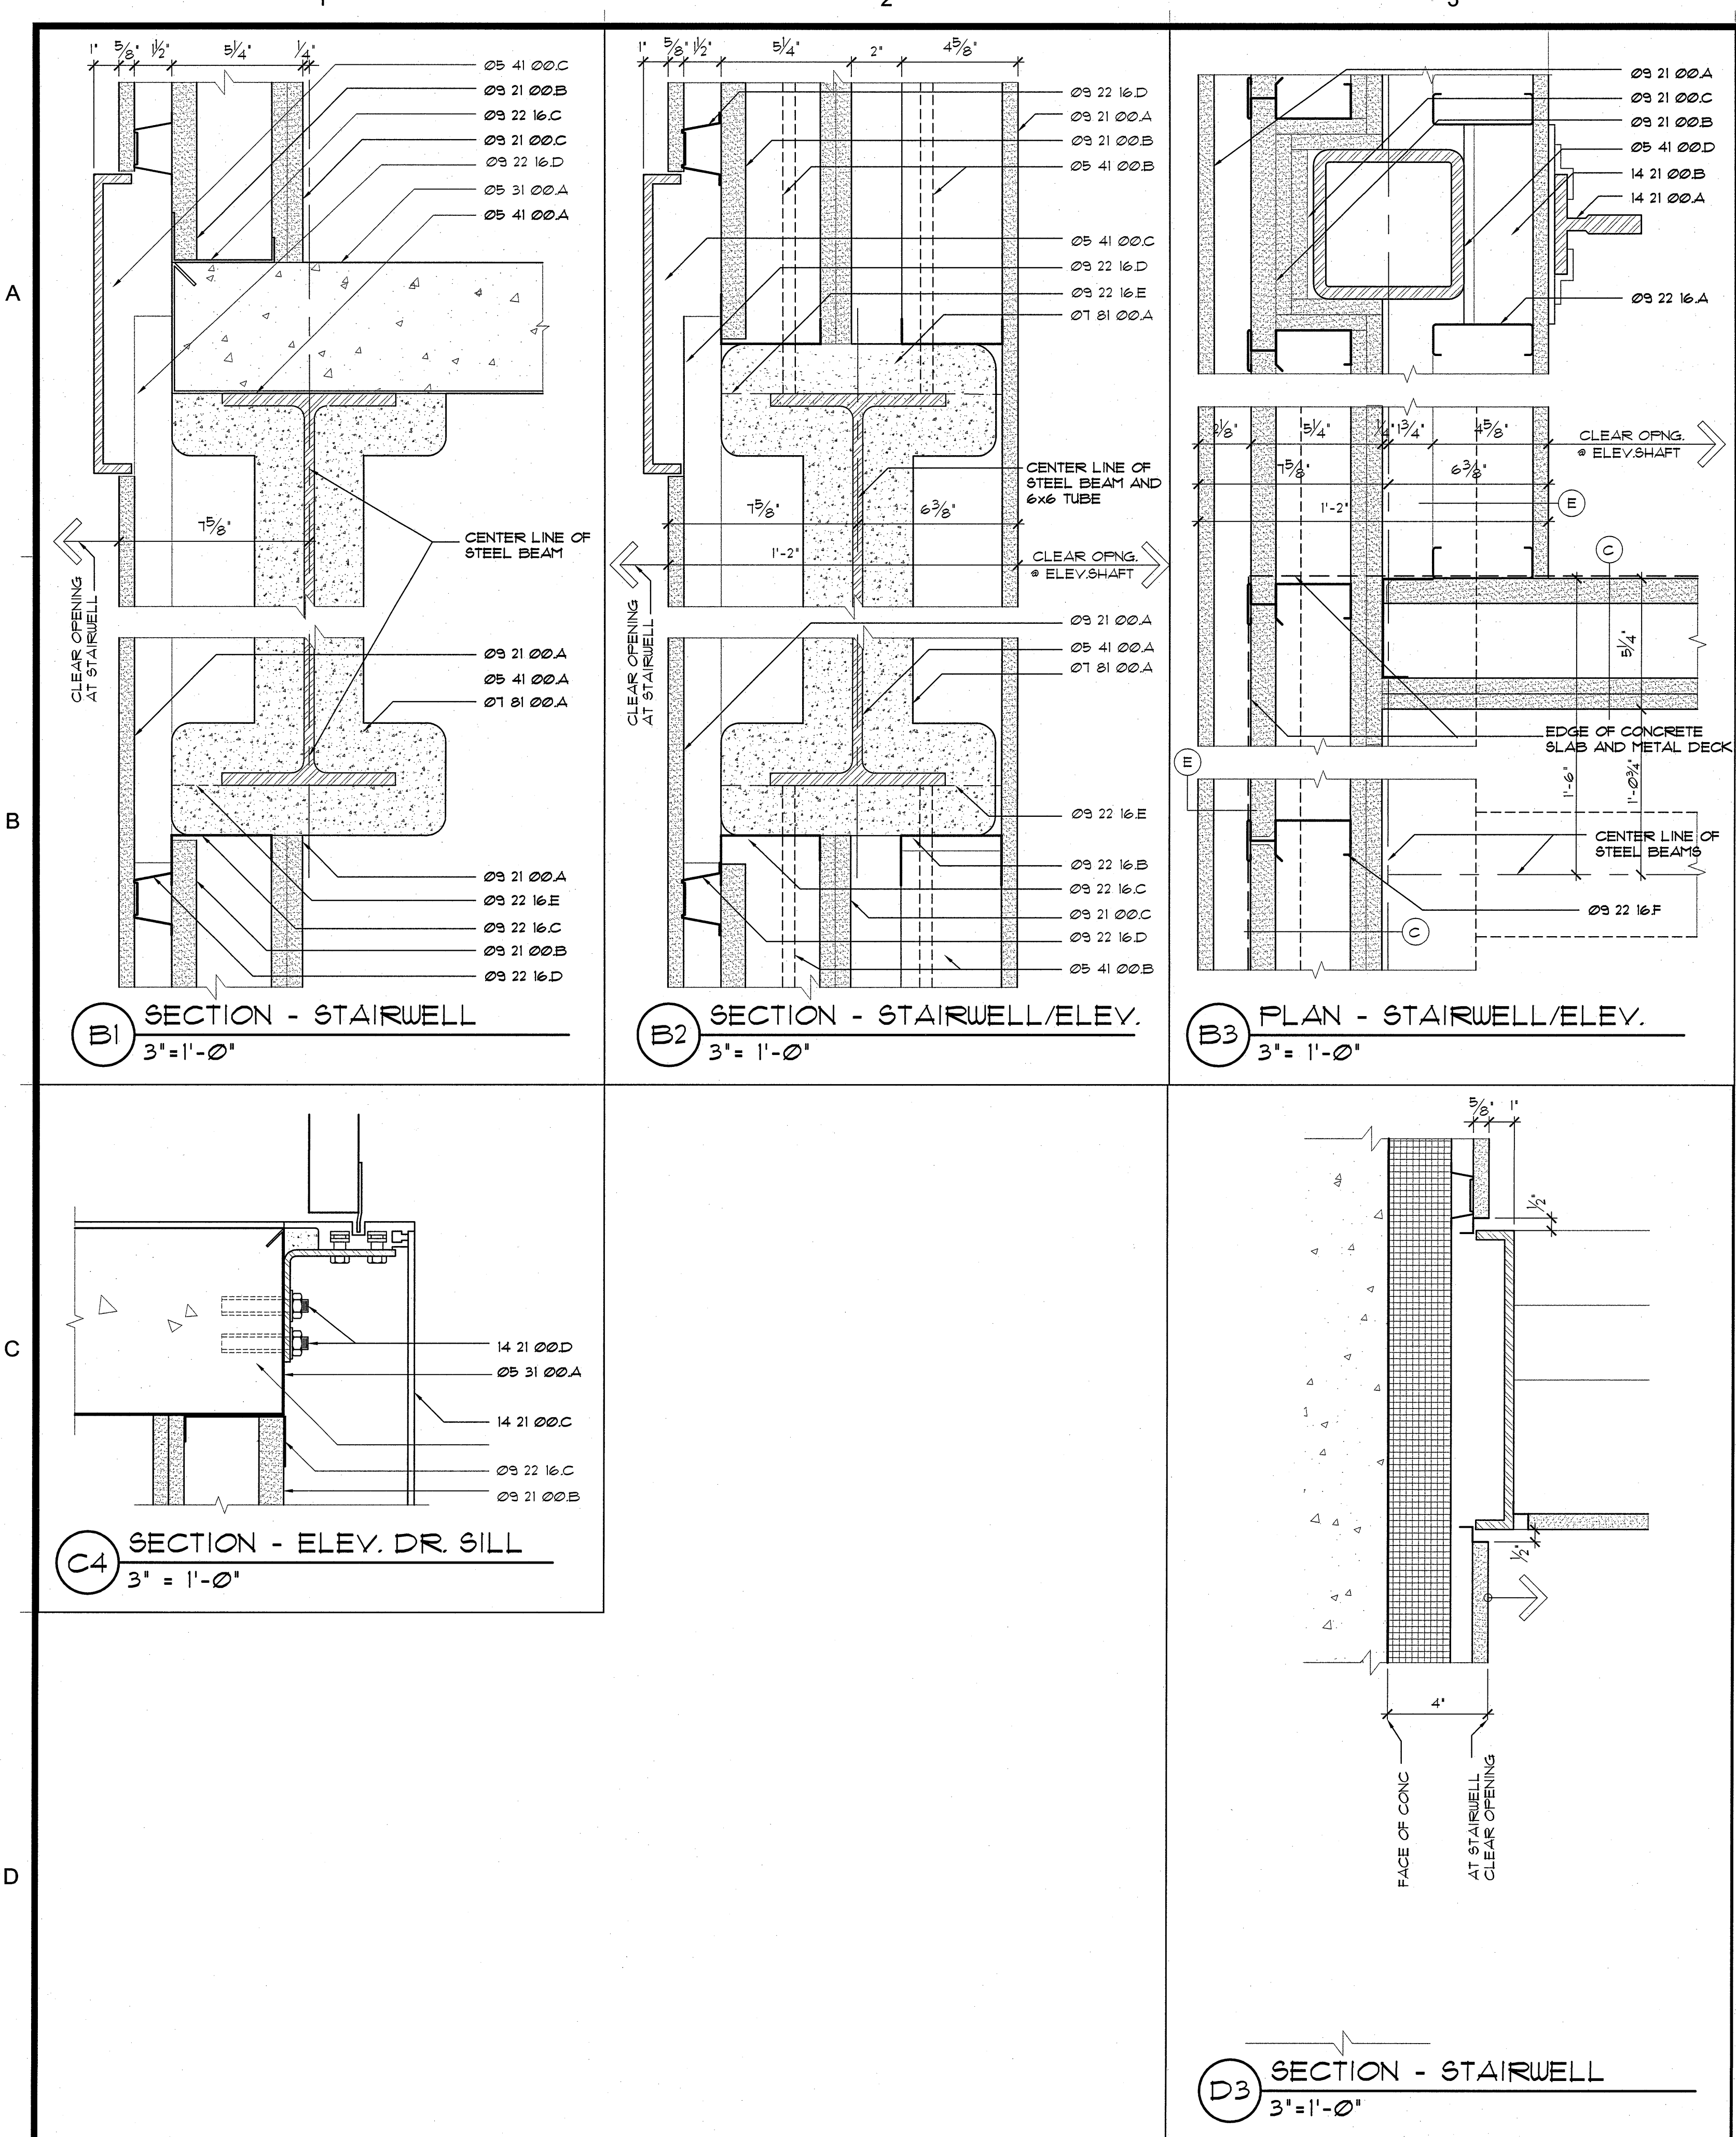 1
2
3
A
B
C
D
1" 5/8" 1 1/2" 5 1/4" 1/4"
05 41 00.C
09 21 00.B
09 22 16.C
09 21 00.C
09 22 16.D
05 31 00.A
05 41 00.A
CENTER LINE OF
STEEL BEAM
7 5/8"
CLEAR OPENING
AT STAIRWELL
09 21 00.A
05 41 00.A
07 81 00.A
09 21 00.A
09 22 16.E
09 22 16.C
09 21 00.B
09 22 16.D
B1
SECTION - STAIRWELL
3"=1'-0"
1" 5/8" 1 1/2" 5 1/4" 2" 4 5/8"
09 22 16.D
09 21 00.A
09 21 00.B
05 41 00.B
05 41 00.C
09 22 16.D
09 22 16.E
07 81 00.A
CENTER LINE OF
STEEL BEAM AND
6x6 TUBE
7 5/8" 6 3/8"
1'-2"
CLEAR OPNG.
@ ELEV.SHAFT
CLEAR OPENING
AT STAIRWELL
09 21 00.A
05 41 00.A
07 81 00.A
09 22 16.E
09 22 16.B
09 22 16.C
09 21 00.C
09 22 16.D
05 41 00.B
B2
SECTION - STAIRWELL/ELEV.
3"= 1'-0"
09 21 00.A
09 21 00.C
09 21 00.B
05 41 00.D
14 21 00.B
14 21 00.A
09 22 16.A
2 1/8" 5 1/4" 1/4" 1 3/4" 4 5/8"
CLEAR OPNG.
@ ELEV.SHAFT
7 5/8" 6 3/8"
1'-2"
E
C
5 1/4"
EDGE OF CONCRETE
SLAB AND METAL DECK
E
1'-6"
1'-0 3/4"
CENTER LINE OF
STEEL BEAMS
09 22 16.F
C
B3
PLAN - STAIRWELL/ELEV.
3"= 1'-0"
14 21 00.D
05 31 00.A
14 21 00.C
09 22 16.C
09 21 00.B
C4
SECTION - ELEV. DR. SILL
3" = 1'-0"
5/8" 1"
1/2"
1/2"
4"
FACE OF CONC
AT STAIRWELL
CLEAR OPENING
D3
SECTION - STAIRWELL
3"=1'-0"